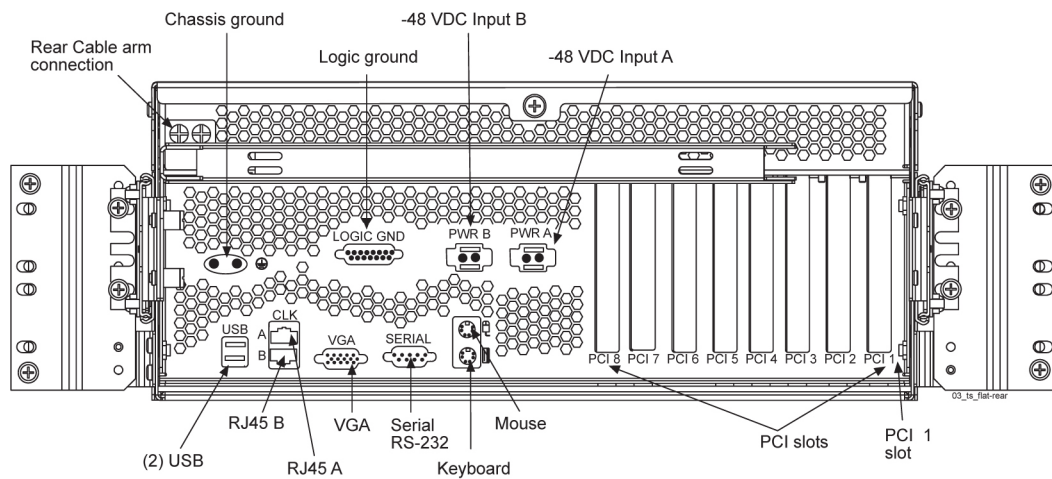 Chassis ground
-48 VDC Input B
Rear Cable arm
connection
Logic ground
-48 VDC Input A
LOGIC GND
PWR B
PWR A
CLK
USB
A
B
VGA
SERIAL
PCI 8
PCI 7
PCI 6
PCI 5
PCI 4
PCI 3
PCI 2
PCI 1
03_ts_flat-rear
RJ45 B
VGA
Serial
RS-232
Mouse
PCI slots
PCI 1
slot
(2) USB
RJ45 A
Keyboard